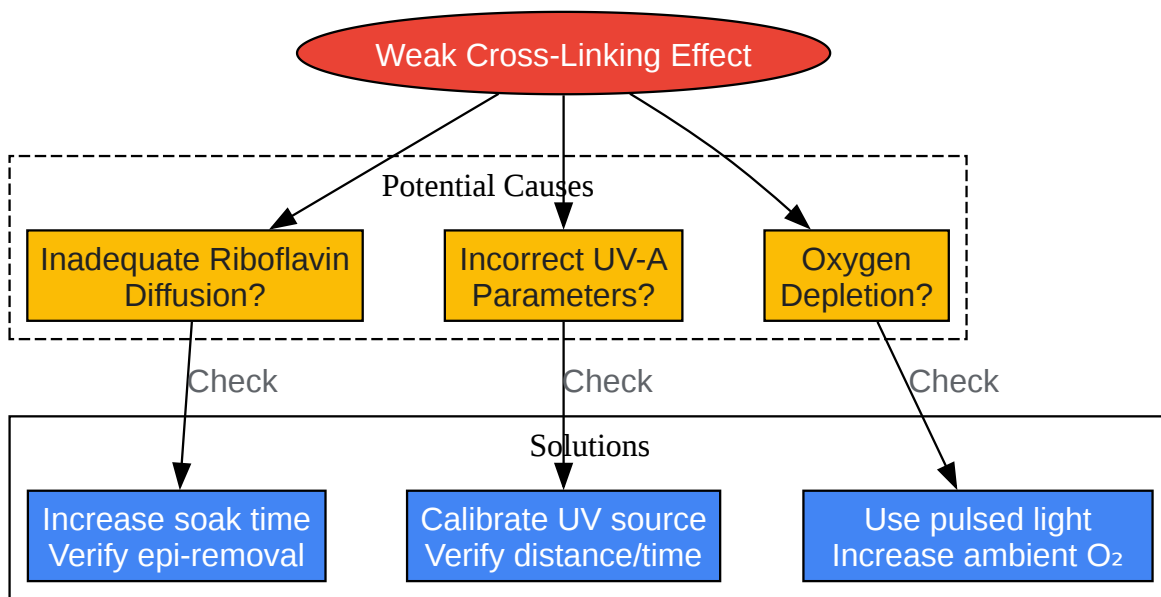 Weak Cross-Linking Effect
Potential Causes
Inadequate Riboflavin
Diffusion?
Incorrect UV-A
Parameters?
Oxygen
Depletion?
Check
Check
Check
Solutions
Increase soak time
Verify epi-removal
Calibrate UV source
Verify distance/time
Use pulsed light
Increase ambient O₂